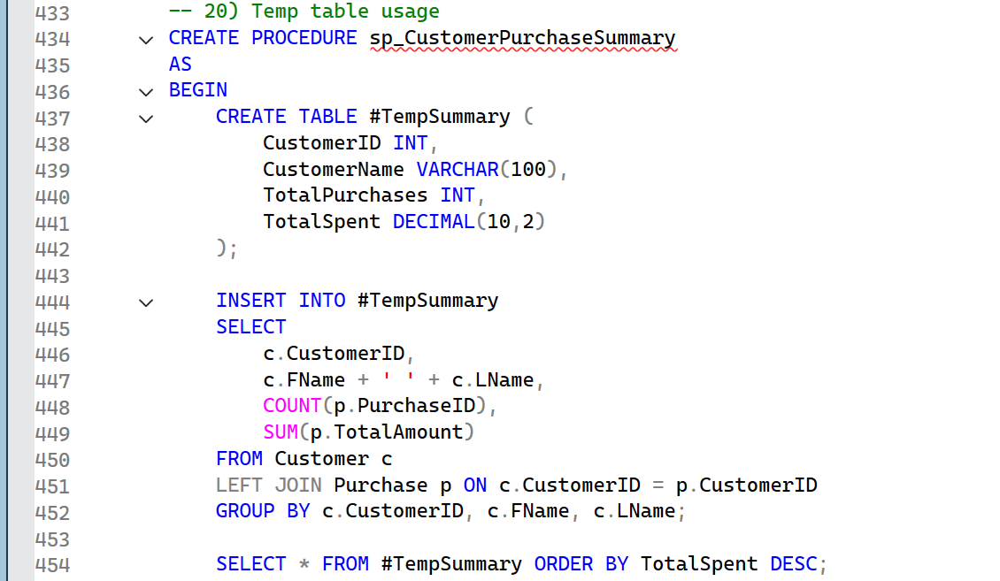 433 -- 20) Temp table usage
434 CREATE PROCEDURE sp_CustomerPurchaseSummary
435 AS
436 BEGIN
437 CREATE TABLE #TempSummary (
438 CustomerID INT,
439 CustomerName VARCHAR(100),
440 TotalPurchases INT,
441 TotalSpent DECIMAL(10,2)
442 );
443
444 INSERT INTO #TempSummary
445 SELECT
446 c.CustomerID,
447 c.FName + ' ' + c.LName,
448 COUNT(p.PurchaseID),
449 SUM(p.TotalAmount)
450 FROM Customer c
451 LEFT JOIN Purchase p ON c.CustomerID = p.CustomerID
452 GROUP BY c.CustomerID, c.FName, c.LName;
453
454 SELECT * FROM #TempSummary ORDER BY TotalSpent DESC;